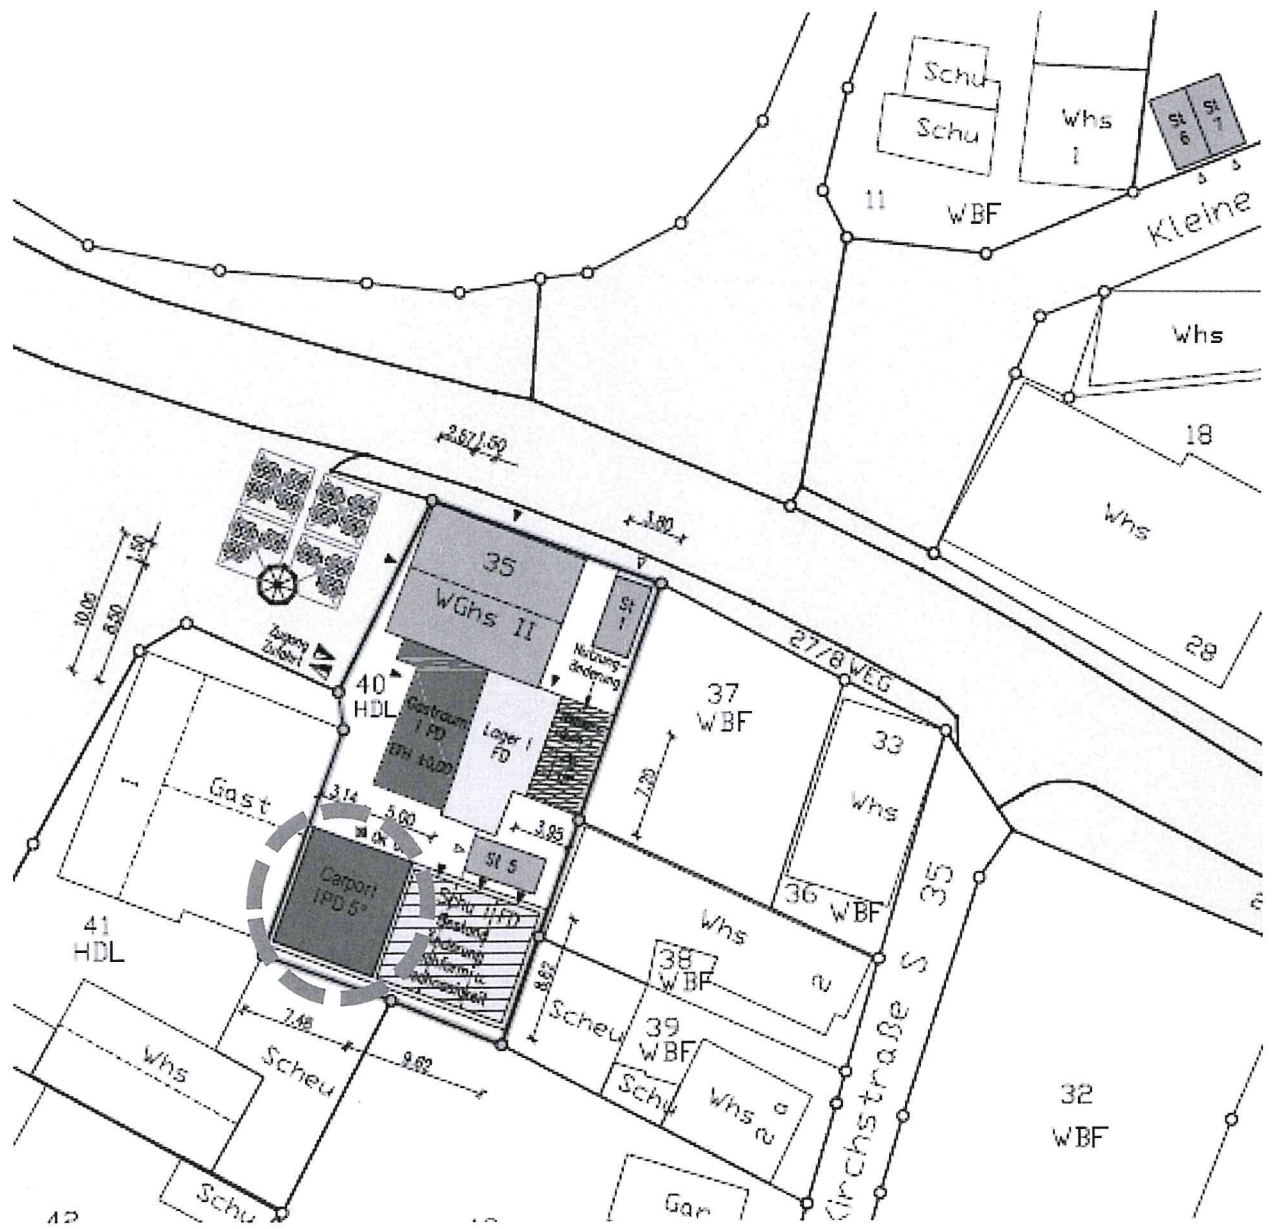 Schu
Schu
Whs
1
St
6
St
7
11
WBF
Kleine
Whs
18
Whs
28
2.57
1.50
3.80
35
WGhs II
St
1
Nutzungs-
änderung
10.00
8.50
1.50
Zugang
Zufahrt
40
HDL
Gastraum
I FD
Lager I
FD
27/8 WEG
37
WBF
7.20
33
Whs
36 WBF
I
Gast
3.14
5.00
3.95
St 5
Carport
41
HDL
Whs
2
38
WBF
8.62
Scheu
39
WBF
Schu
Whs
2
a
7.48
9.62
Whs
Scheu
Schu
35
S
Kirchstraße
32
WBF
Gar
42